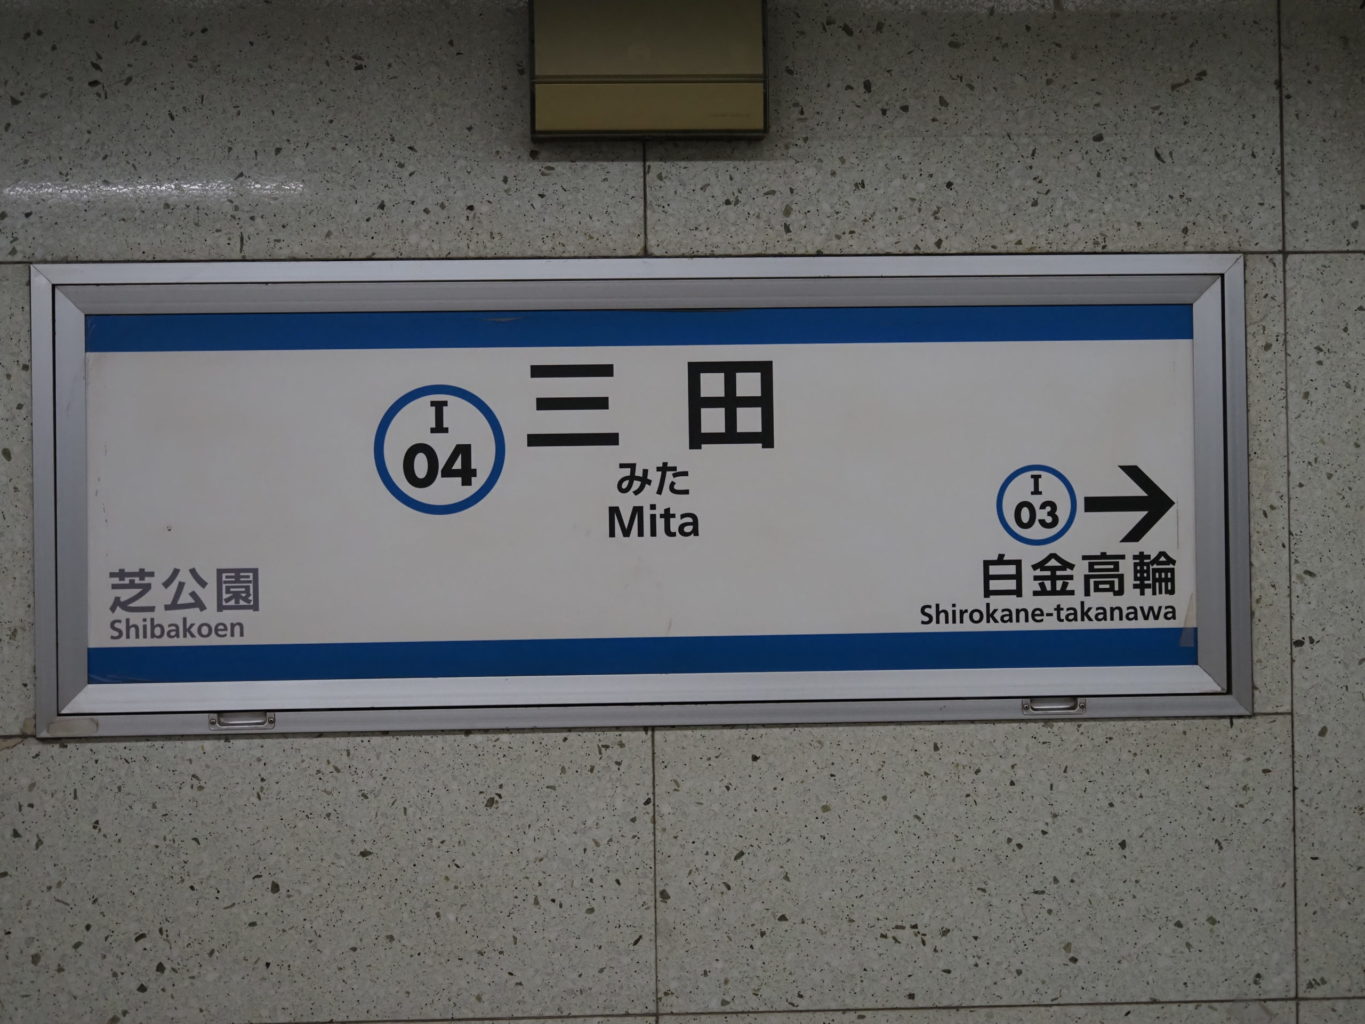 I
04
三田
みた
Mita
芝公園
Shibakoen
I
03
白金高輪
Shirokane-takanawa